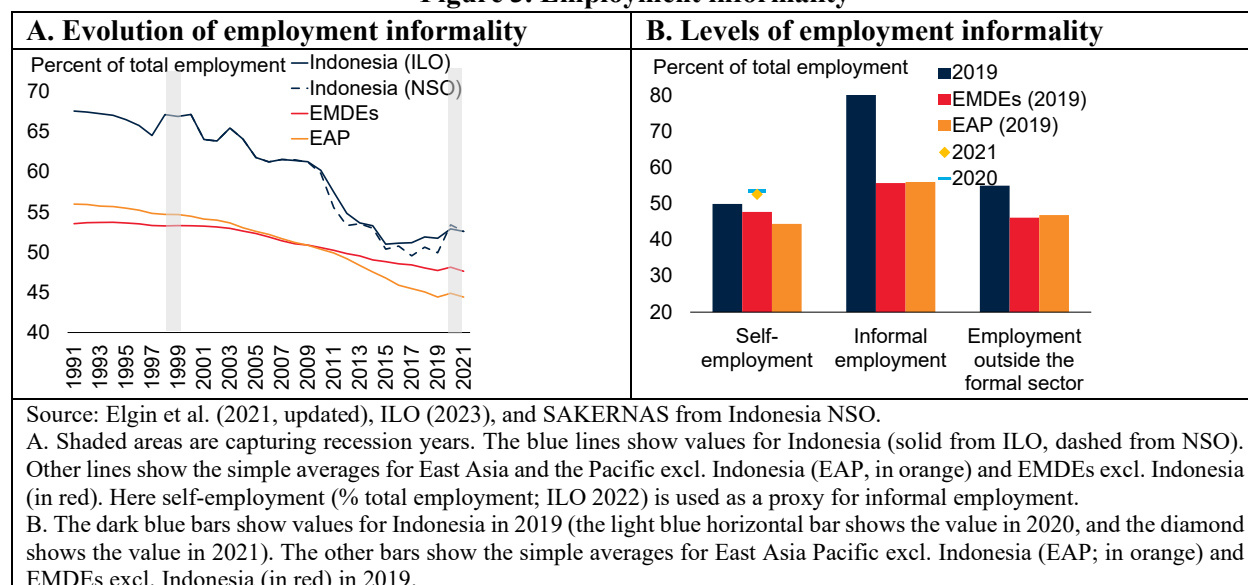 Figure 3. Employment informality
A. Evolution of employment informality
Percent of total employment
Indonesia (ILO)
Indonesia (NSO)
EMDEs
EAP
70
65
60
55
50
45
40
1991
1993
1995
1997
1999
2001
2003
2005
2007
2009
2011
2013
2015
2017
2019
2021
B. Levels of employment informality
Percent of total employment
2019
EMDEs (2019)
EAP (2019)
2021
2020
80
70
60
50
40
30
20
Self-
employment
Informal
employment
Employment
outside the
formal sector
Source: Elgin et al. (2021, updated), ILO (2023), and SAKERNAS from Indonesia NSO.
A. Shaded areas are capturing recession years. The blue lines show values for Indonesia (solid from ILO, dashed from NSO).
Other lines show the simple averages for East Asia and the Pacific excl. Indonesia (EAP, in orange) and EMDEs excl. Indonesia
(in red). Here self-employment (% total employment; ILO 2022) is used as a proxy for informal employment.
B. The dark blue bars show values for Indonesia in 2019 (the light blue horizontal bar shows the value in 2020, and the diamond
shows the value in 2021). The other bars show the simple averages for East Asia Pacific excl. Indonesia (EAP; in orange) and
EMDEs excl. Indonesia (in red) in 2019.